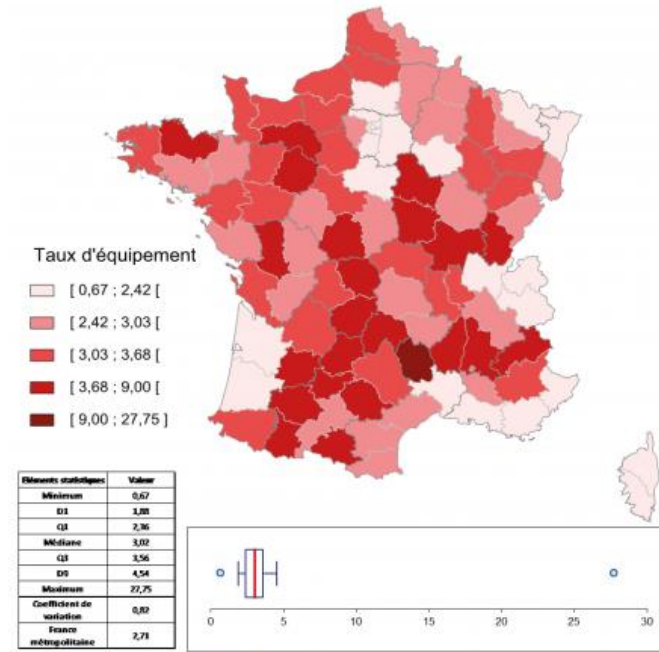 Taux d'équipement
[ 0,67 ; 2,42 [
[ 2,42 ; 3,03 [
[ 3,03 ; 3,68 [
[ 3,68 ; 9,00 [
[ 9,00 ; 27,75 ]
Eléments statistiques Valeur
Minimum 0,67
D1 1,88
Q1 2,36
Médiane 3,02
Q3 3,56
D9 4,54
Maximum 27,75
Coefficient de
variation 0,82
France
métropolitaine 2,71
0 5 10 15 20 25 30